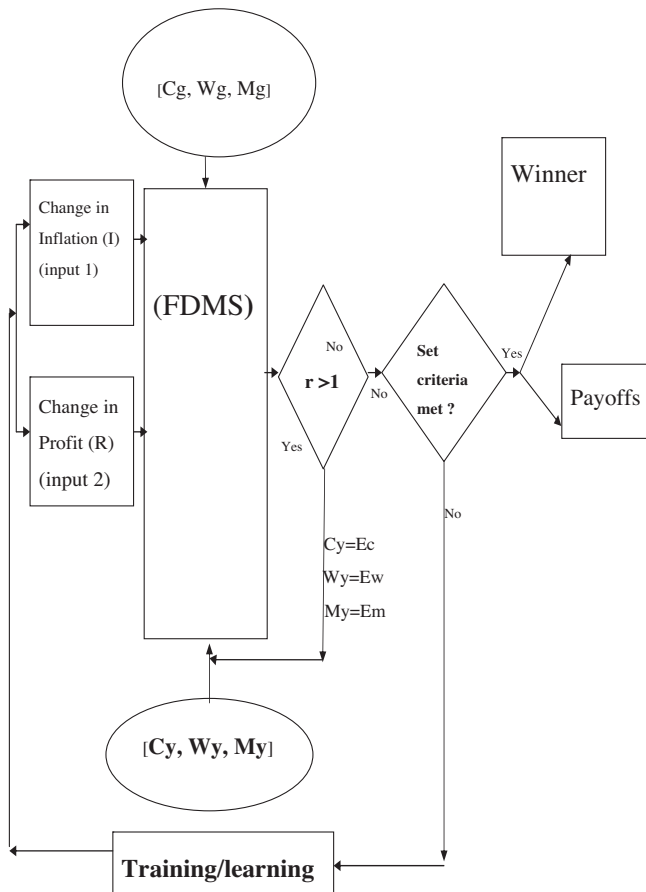 [Cg, Wg, Mg]
Winner
Change in
Inflation (I)
(input 1)
(FDMS)
No
r >1
Yes
No
Set
criteria
met ?
Yes
Payoffs
Change in
Profit (R)
(input 2)
No
Cy=Ec
Wy=Ew
My=Em
[Cy, Wy, My]
Training/learning